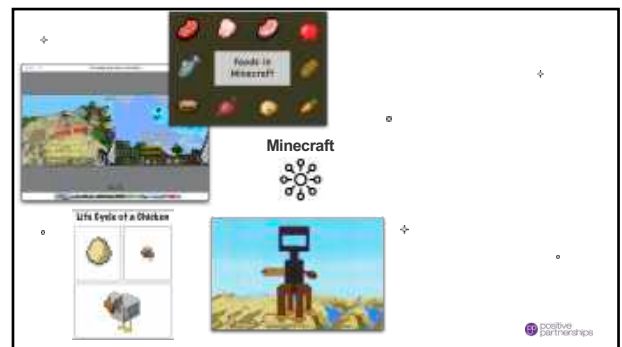 Foods in
Minecraft
Minecraft
Life Cycle of a Chicken
positive
partnerships